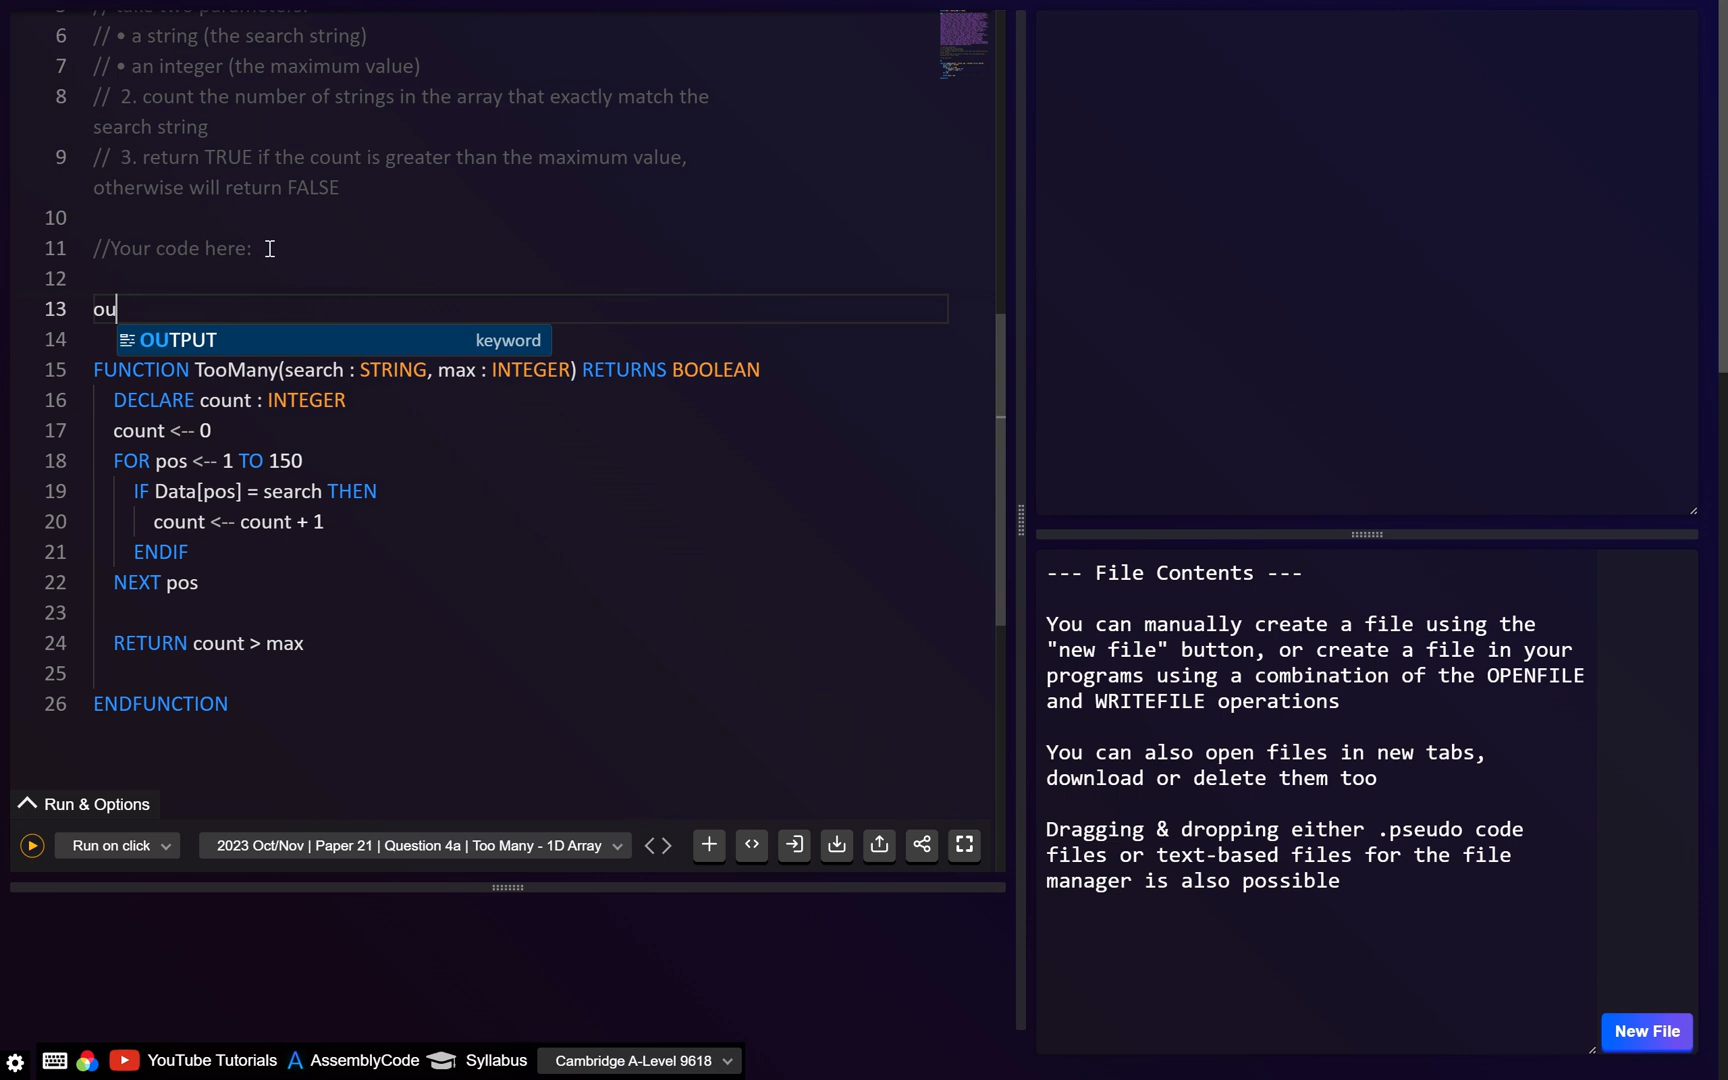 // take two parameters:
6 // • a string (the search string)
7 // • an integer (the maximum value)
8 // 2. count the number of strings in the array that exactly match the
search string
9 // 3. return TRUE if the count is greater than the maximum value,
otherwise will return FALSE
10
11 //Your code here:
12
13 ou
OUTPUT keyword
14
15 FUNCTION TooMany(search : STRING, max : INTEGER) RETURNS BOOLEAN
16 DECLARE count : INTEGER
17 count <-- 0
18 FOR pos <-- 1 TO 150
19 IF Data[pos] = search THEN
20 count <-- count + 1
21 ENDIF
22 NEXT pos
23
24 RETURN count > max
25
26 ENDFUNCTION
Run & Options
Run on click
2023 Oct/Nov | Paper 21 | Question 4a | Too Many - 1D Array
--- File Contents ---
You can manually create a file using the
"new file" button, or create a file in your
programs using a combination of the OPENFILE
and WRITEFILE operations
You can also open files in new tabs,
download or delete them too
Dragging & dropping either .pseudo code
files or text-based files for the file
manager is also possible
New File
YouTube Tutorials
AssemblyCode
Syllabus
Cambridge A-Level 9618